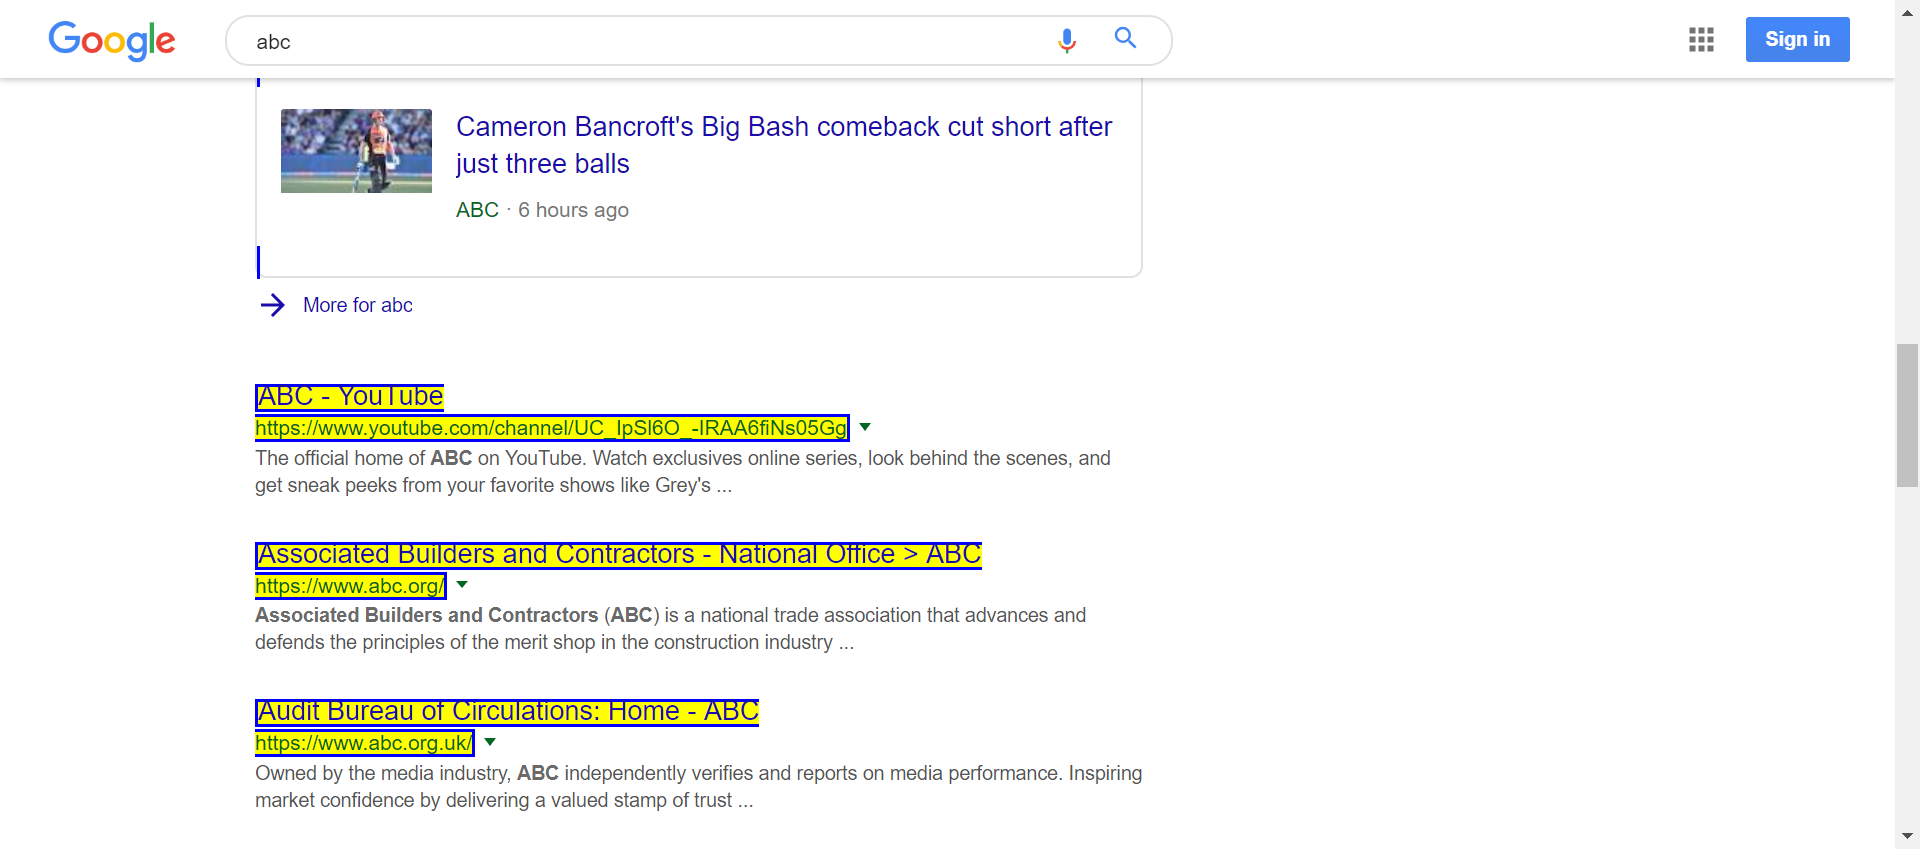 Google
abc
Sign in
Cameron Bancroft's Big Bash comeback cut short after
just three balls
ABC · 6 hours ago
More for abc
ABC - YouTube
https://www.youtube.com/channel/UC_IpSl6O_-IRAA6fiNs05Gg
The official home of ABC on YouTube. Watch exclusives online series, look behind the scenes, and
get sneak peeks from your favorite shows like Grey's ...
Associated Builders and Contractors - National Office > ABC
https://www.abc.org/
Associated Builders and Contractors (ABC) is a national trade association that advances and
defends the principles of the merit shop in the construction industry ...
Audit Bureau of Circulations: Home - ABC
https://www.abc.org.uk/
Owned by the media industry, ABC independently verifies and reports on media performance. Inspiring
market confidence by delivering a valued stamp of trust ...